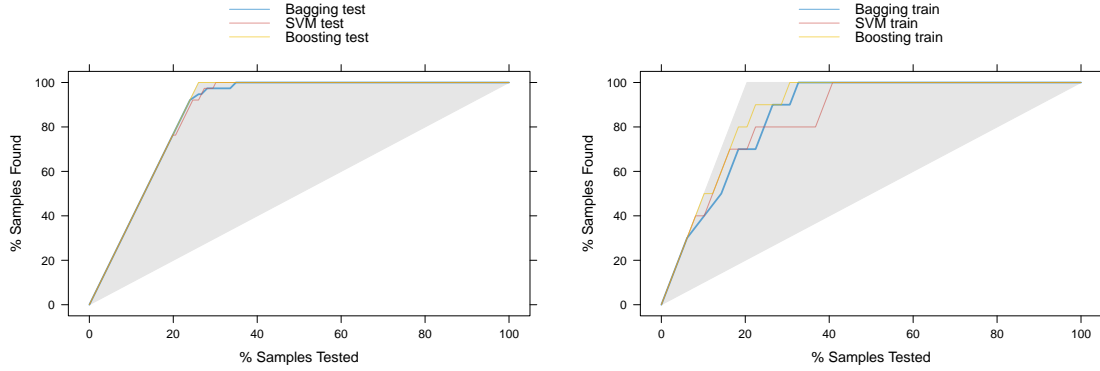 Bagging test
SVM test
Boosting test
100
80
60
40
20
0
% Samples Found
0 20 40 60 80 100
% Samples Tested
Bagging train
SVM train
Boosting train
100
80
60
40
20
0
% Samples Found
0 20 40 60 80 100
% Samples Tested